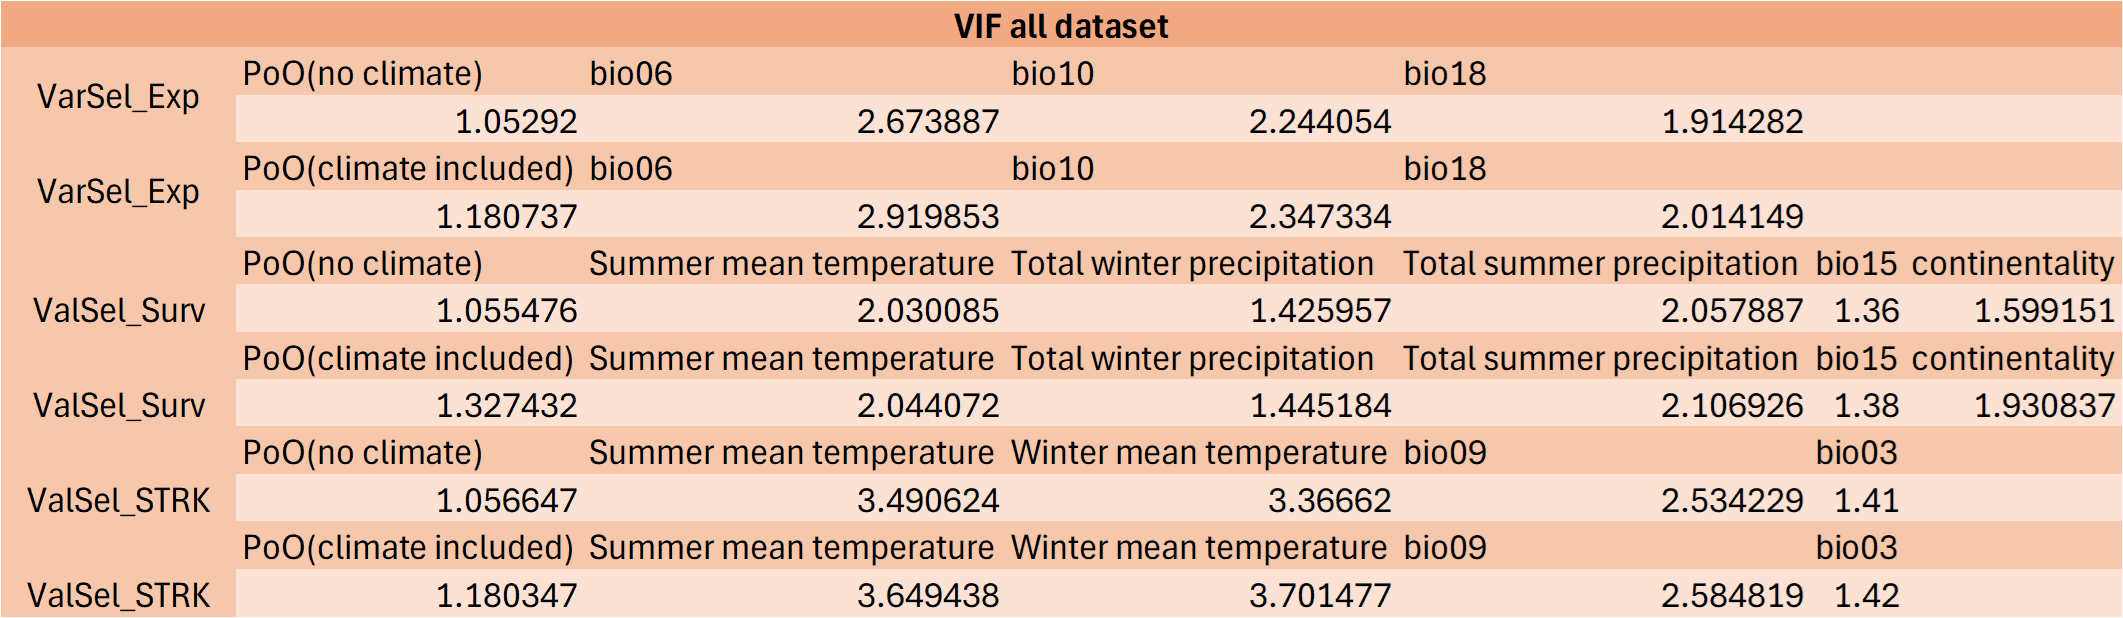 VIF all dataset
VarSel_Exp
PoO(no climate) bio06 bio10 bio18
1.05292 2.673887 2.244054 1.914282
VarSel_Exp
PoO(climate included) bio06 bio10 bio18
1.180737 2.919853 2.347334 2.014149
PoO(no climate) Summer mean temperature Total winter precipitation Total summer precipitation bio15 continentality
ValSel_Surv 1.055476 2.030085 1.425957 2.057887 1.36 1.599151
PoO(climate included) Summer mean temperature Total winter precipitation Total summer precipitation bio15 continentality
ValSel_Surv 1.327432 2.044072 1.445184 2.106926 1.38 1.930837
PoO(no climate) Summer mean temperature Winter mean temperature bio09 bio03
ValSel_STRK 1.056647 3.490624 3.36662 2.534229 1.41
PoO(climate included) Summer mean temperature Winter mean temperature bio09 bio03
ValSel_STRK 1.180347 3.649438 3.701477 2.584819 1.42